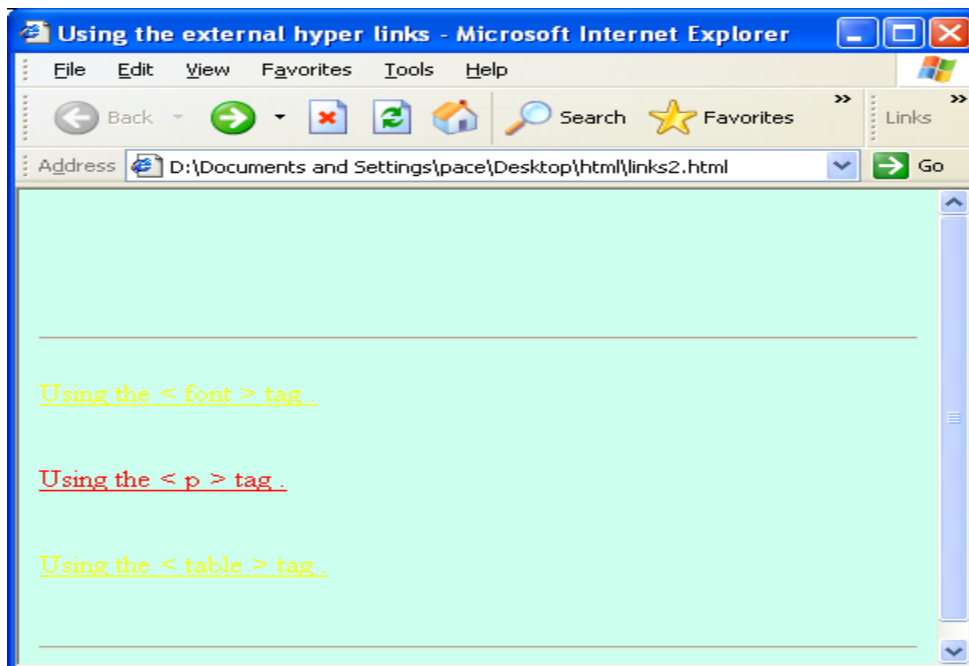 Using the external hyper links - Microsoft Internet Explorer
File Edit View Favorites Tools Help
Back Search Favorites » Links »
Address D:\Documents and Settings\pace\Desktop\html\links2.html Go
Using the < font > tag .
Using the < p > tag .
Using the < table > tag .